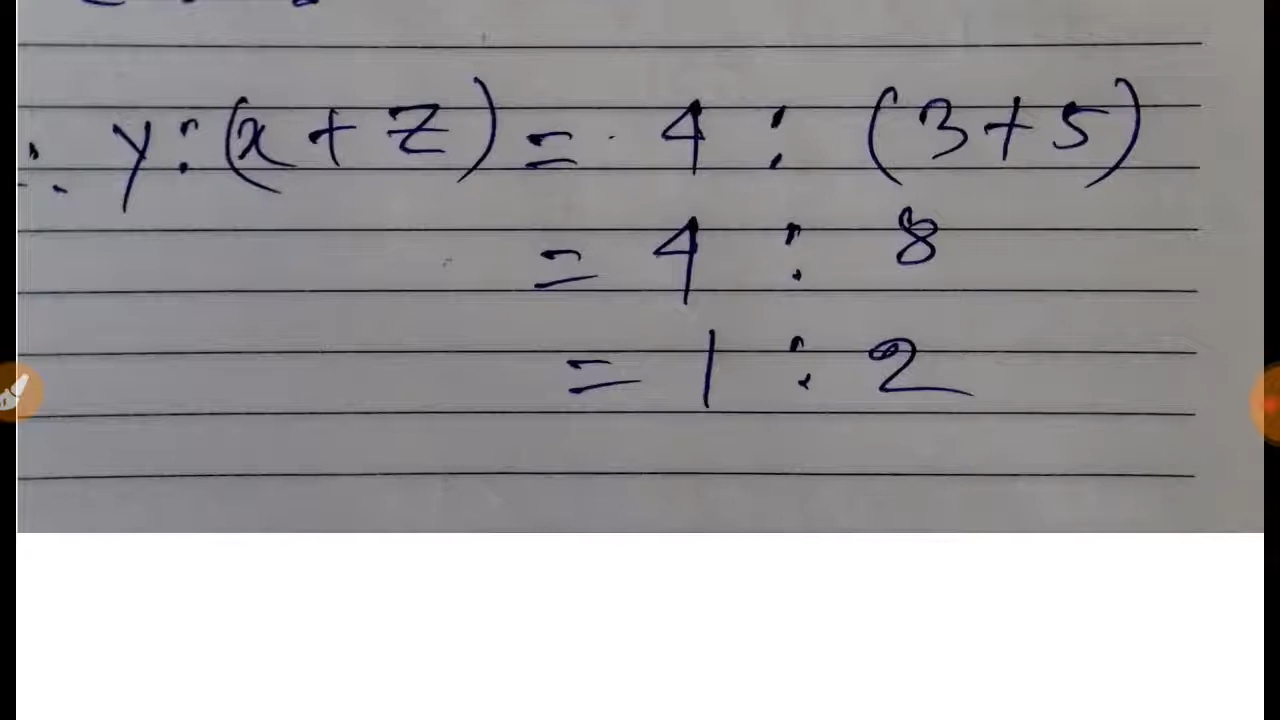 ∴ y : (x + z) = 4 : (3 + 5)
= 4 : 8
= 1 : 2